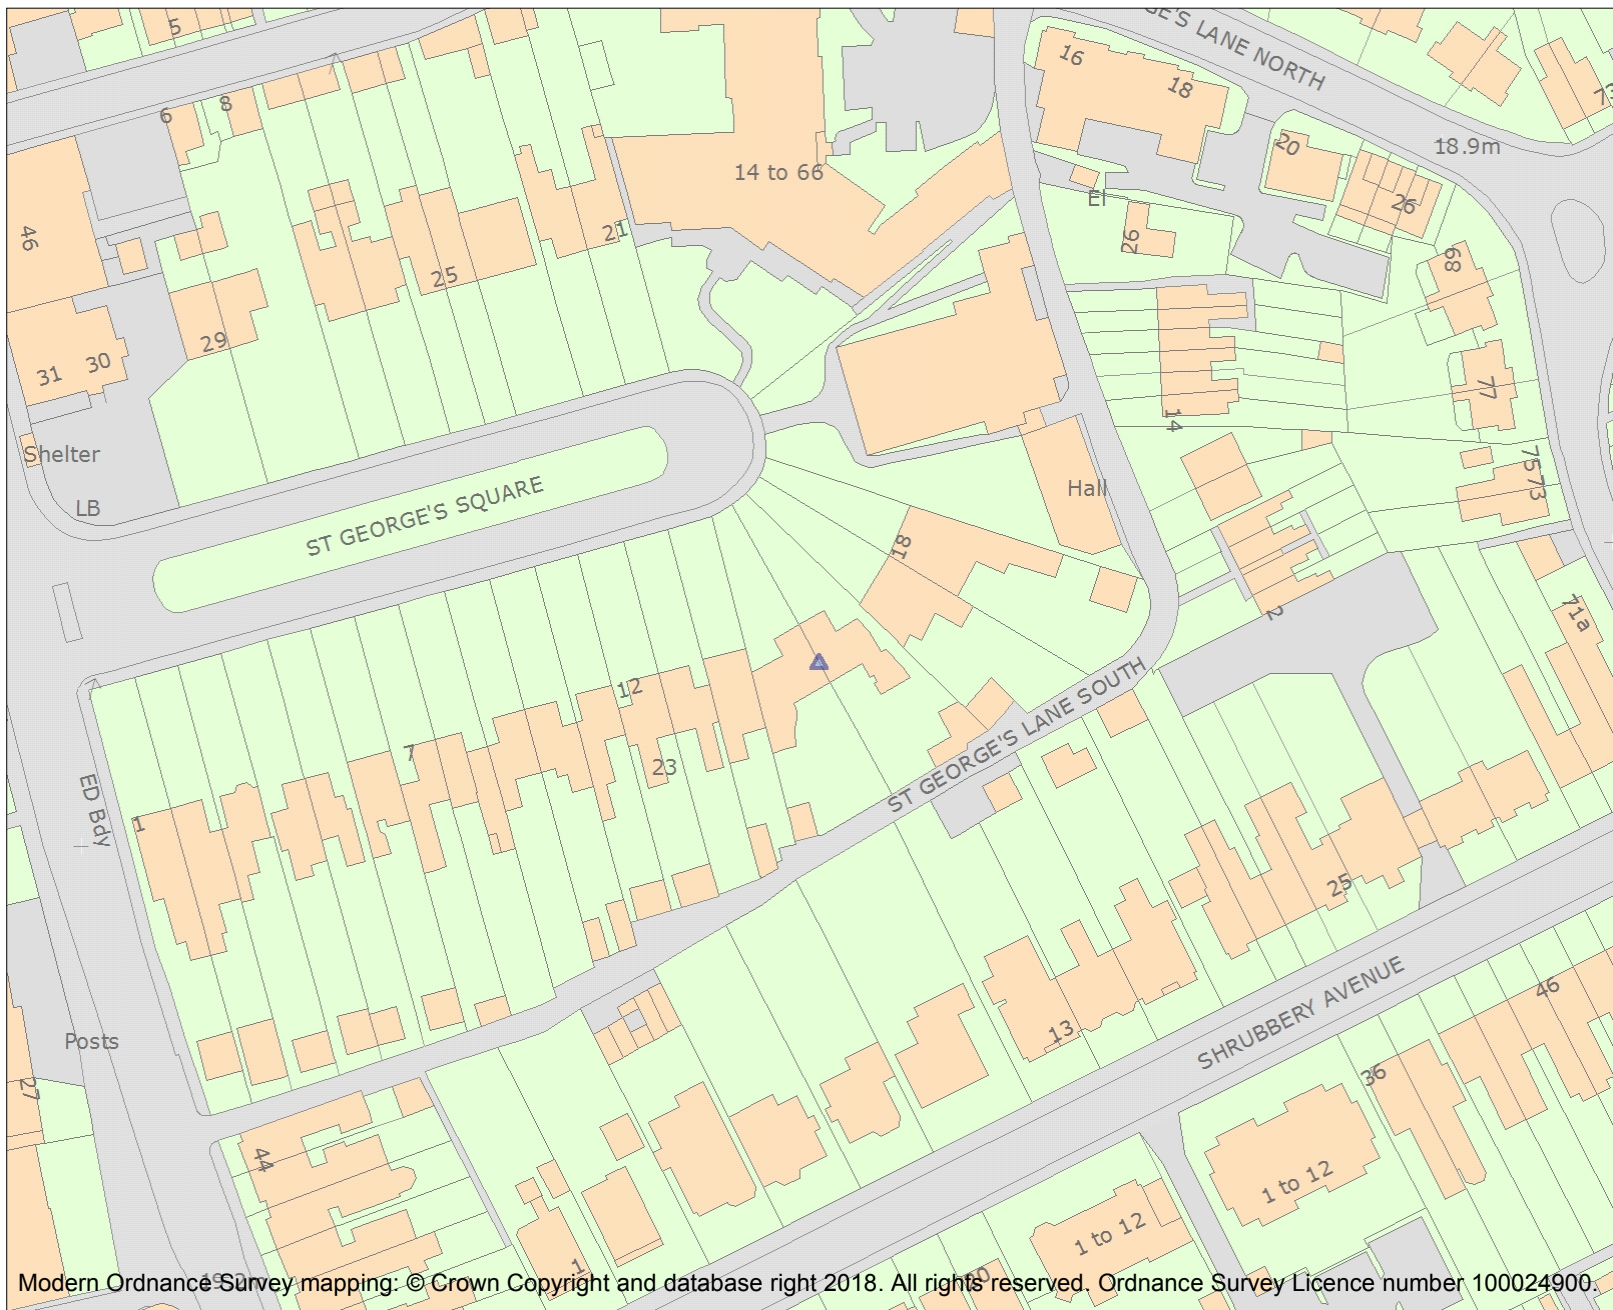 5
GE'S LANE NORTH
16
18
73
6
8
20
18.9m
14 to 66
El
26
26
46
21
89
25
29
31
30
77
14
Shelter
LB
ST GEORGE'S SQUARE
Hall
75
73
18
2
71a
12
7
23
ST GEORGE'S LANE SOUTH
ED Bdy
1
25
SHRUBBERY AVENUE
46
13
Posts
27
36
44
1 to 12
1 to 12
1
Modern Ordnance Survey mapping: © Crown Copyright and database right 2018. All rights reserved. Ordnance Survey Licence number 100024900.